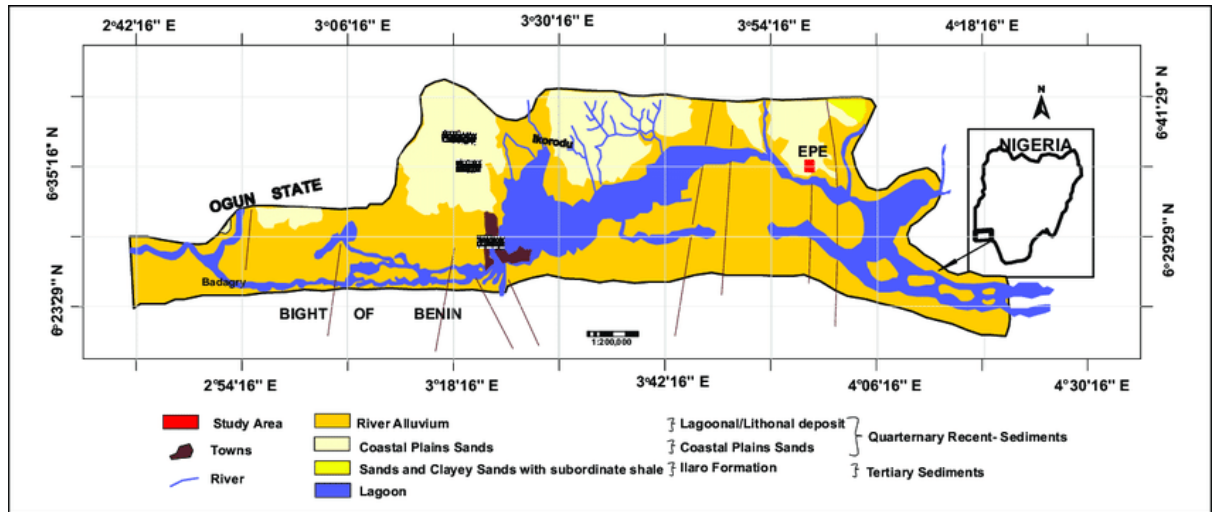 2°42'16'' E 3°06'16'' E 3°30'16'' E 3°54'16'' E 4°18'16'' E
6°41'29'' N
6°35'16'' N
6°29'29'' N
6°23'29'' N
N
NIGERIA
Ikorodu
EPE
OGUN STATE
Badagry
BIGHT OF BENIN
1:200,000
2°54'16'' E 3°18'16'' E 3°42'16'' E 4°06'16'' E 4°30'16'' E
Study Area
Towns
River
River Alluvium
Coastal Plains Sands
Sands and Clayey Sands with subordinate shale
Lagoon
Lagoonal/Lithonal deposit
Coastal Plains Sands
Ilaro Formation
Quarternary Recent- Sediments
Tertiary Sediments